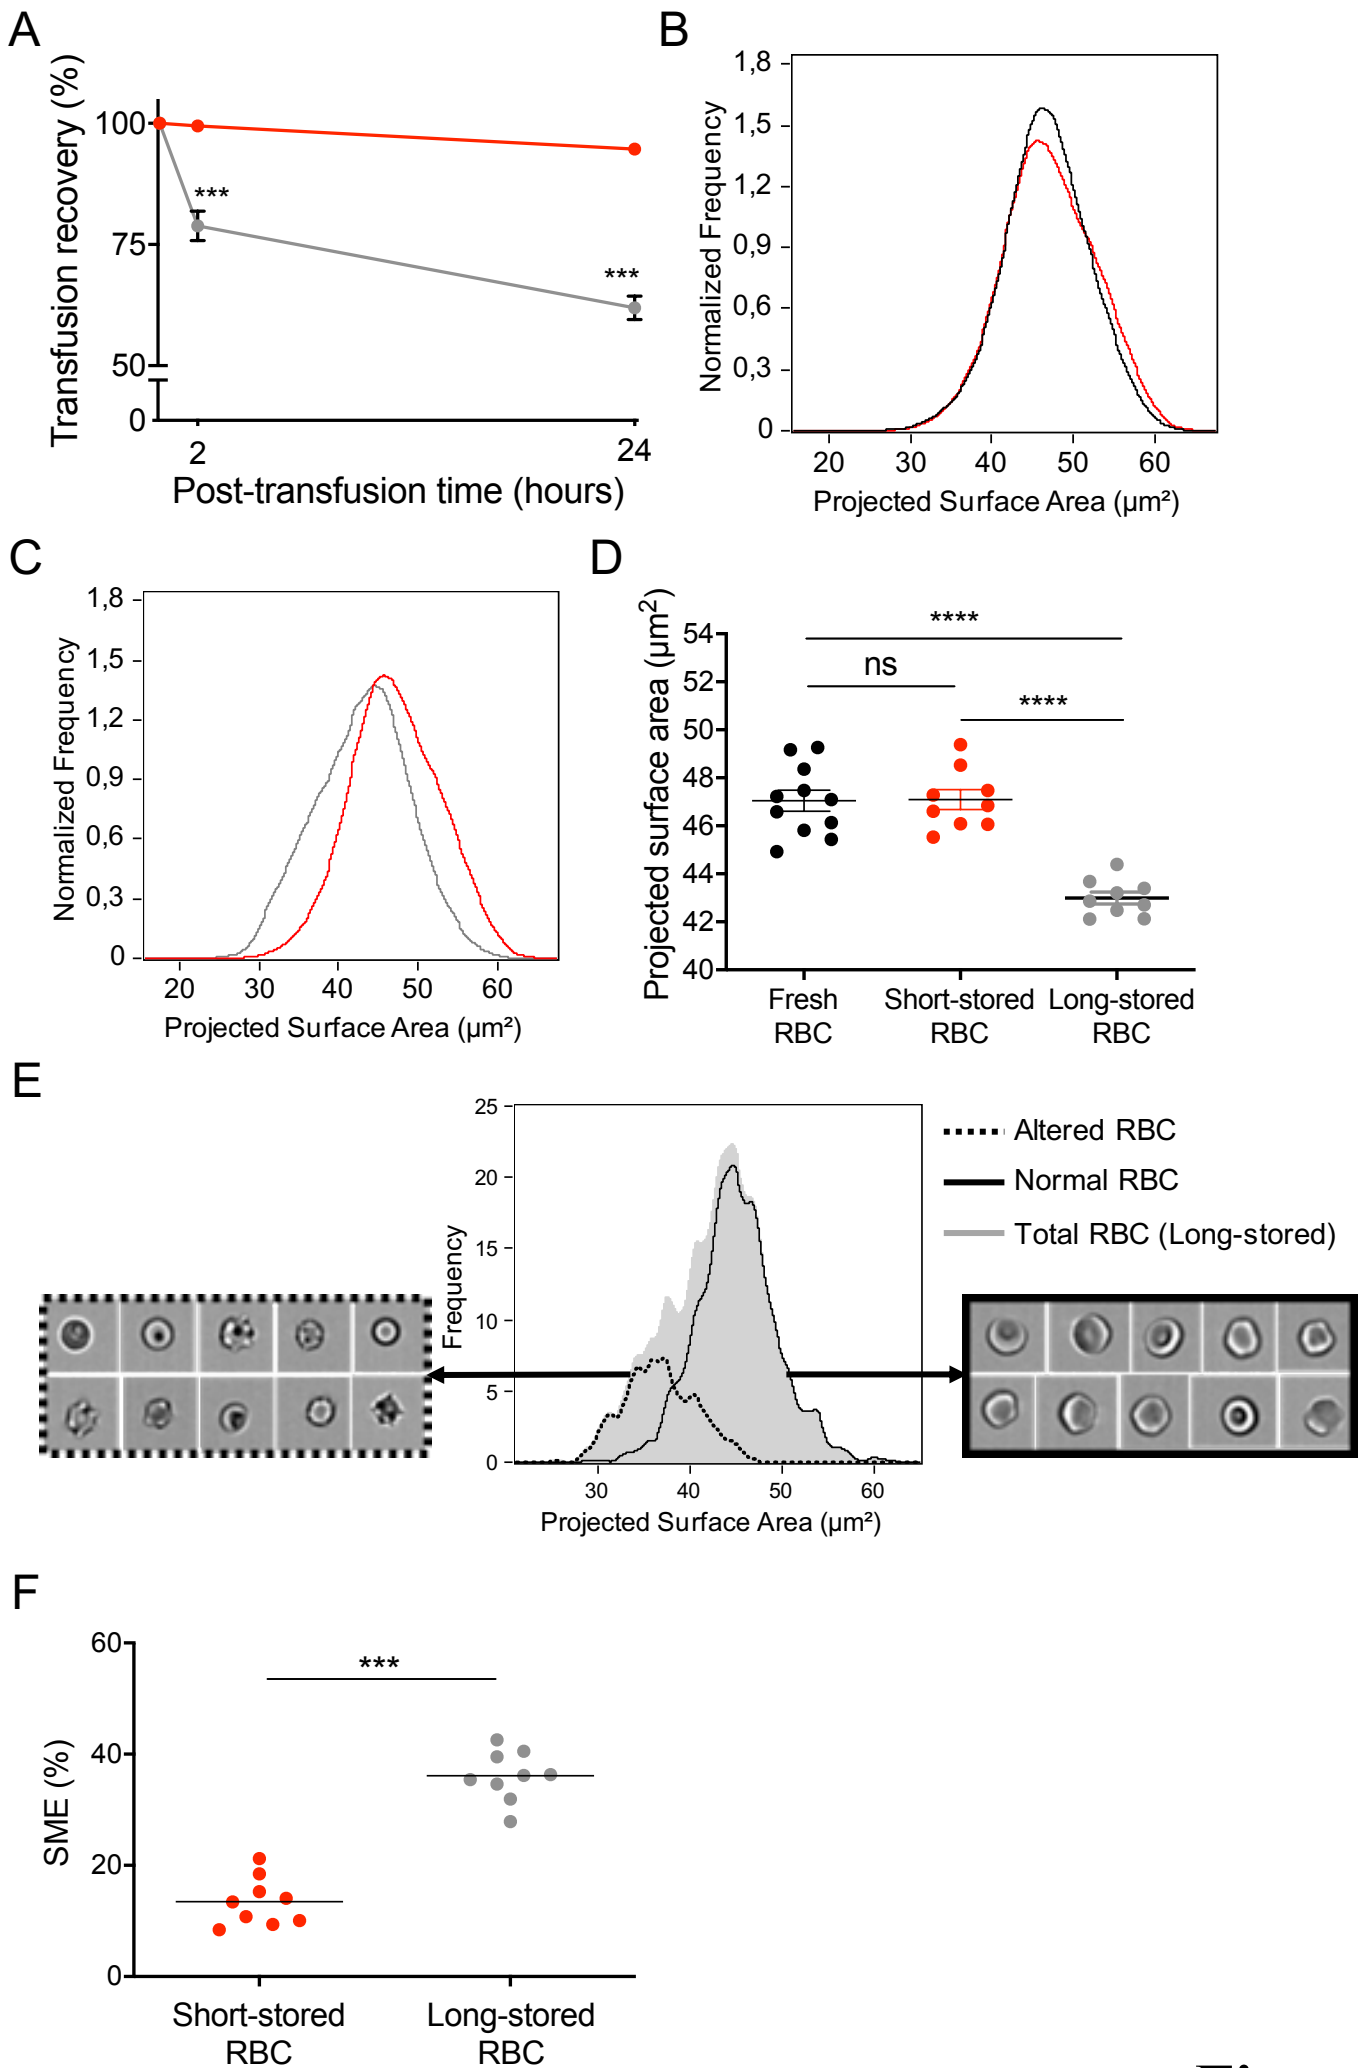 A
Transfusion recovery (%)
100
75
50
0
***
***
2
24
Post-transfusion time (hours)
B
Normalized Frequency
1,8
1,5
1,2
0,9
0,6
0,3
0
20 30 40 50 60
Projected Surface Area (µm²)
C
Normalized Frequency
1,8
1,5
1,2
0,9
0,6
0,3
0
20 30 40 50 60
Projected Surface Area (µm²)
D
Projected surface area (µm²)
54
52
50
48
46
44
42
40
****
ns
****
Fresh RBC
Short-stored RBC
Long-stored RBC
E
Frequency
25
20
15
10
5
0
30 40 50 60
Projected Surface Area (µm²)
Altered RBC
Normal RBC
Total RBC (Long-stored)
F
SME (%)
60
40
20
0
***
Short-stored RBC
Long-stored RBC